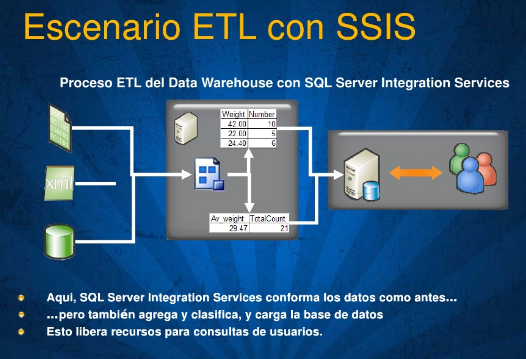 Escenario ETL con SSIS
Proceso ETL del Data Warehouse con SQL Server Integration Services
Weight Number
42.00 10
22.00 5
24.40 6
xml
Av_weight TotalCount
29.47 21
Aqui, SQL Server Integration Services conforma los datos como antes...
...pero también agrega y clasifica, y carga la base de datos
Esto libera recursos para consultas de usuarios.